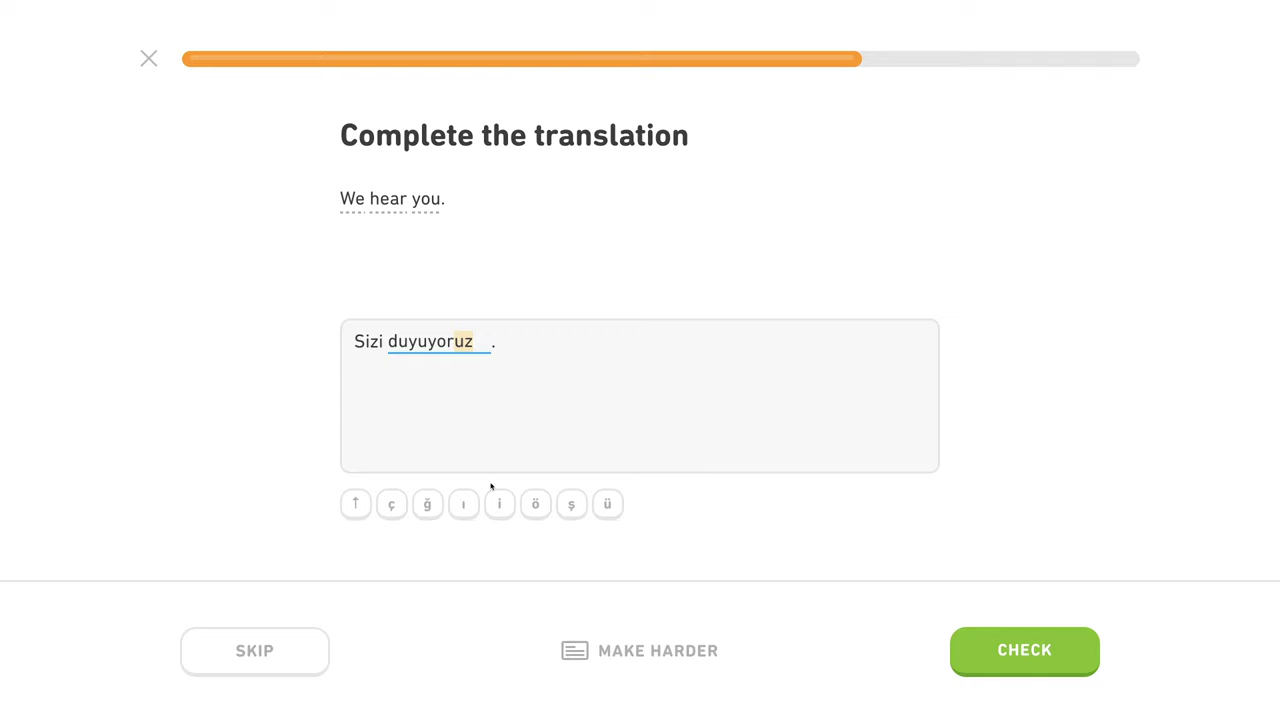 Complete the translation
We hear you.
Sizi duyuyoruz .
↑ ç ğ ı i ö ş ü
SKIP
MAKE HARDER
CHECK